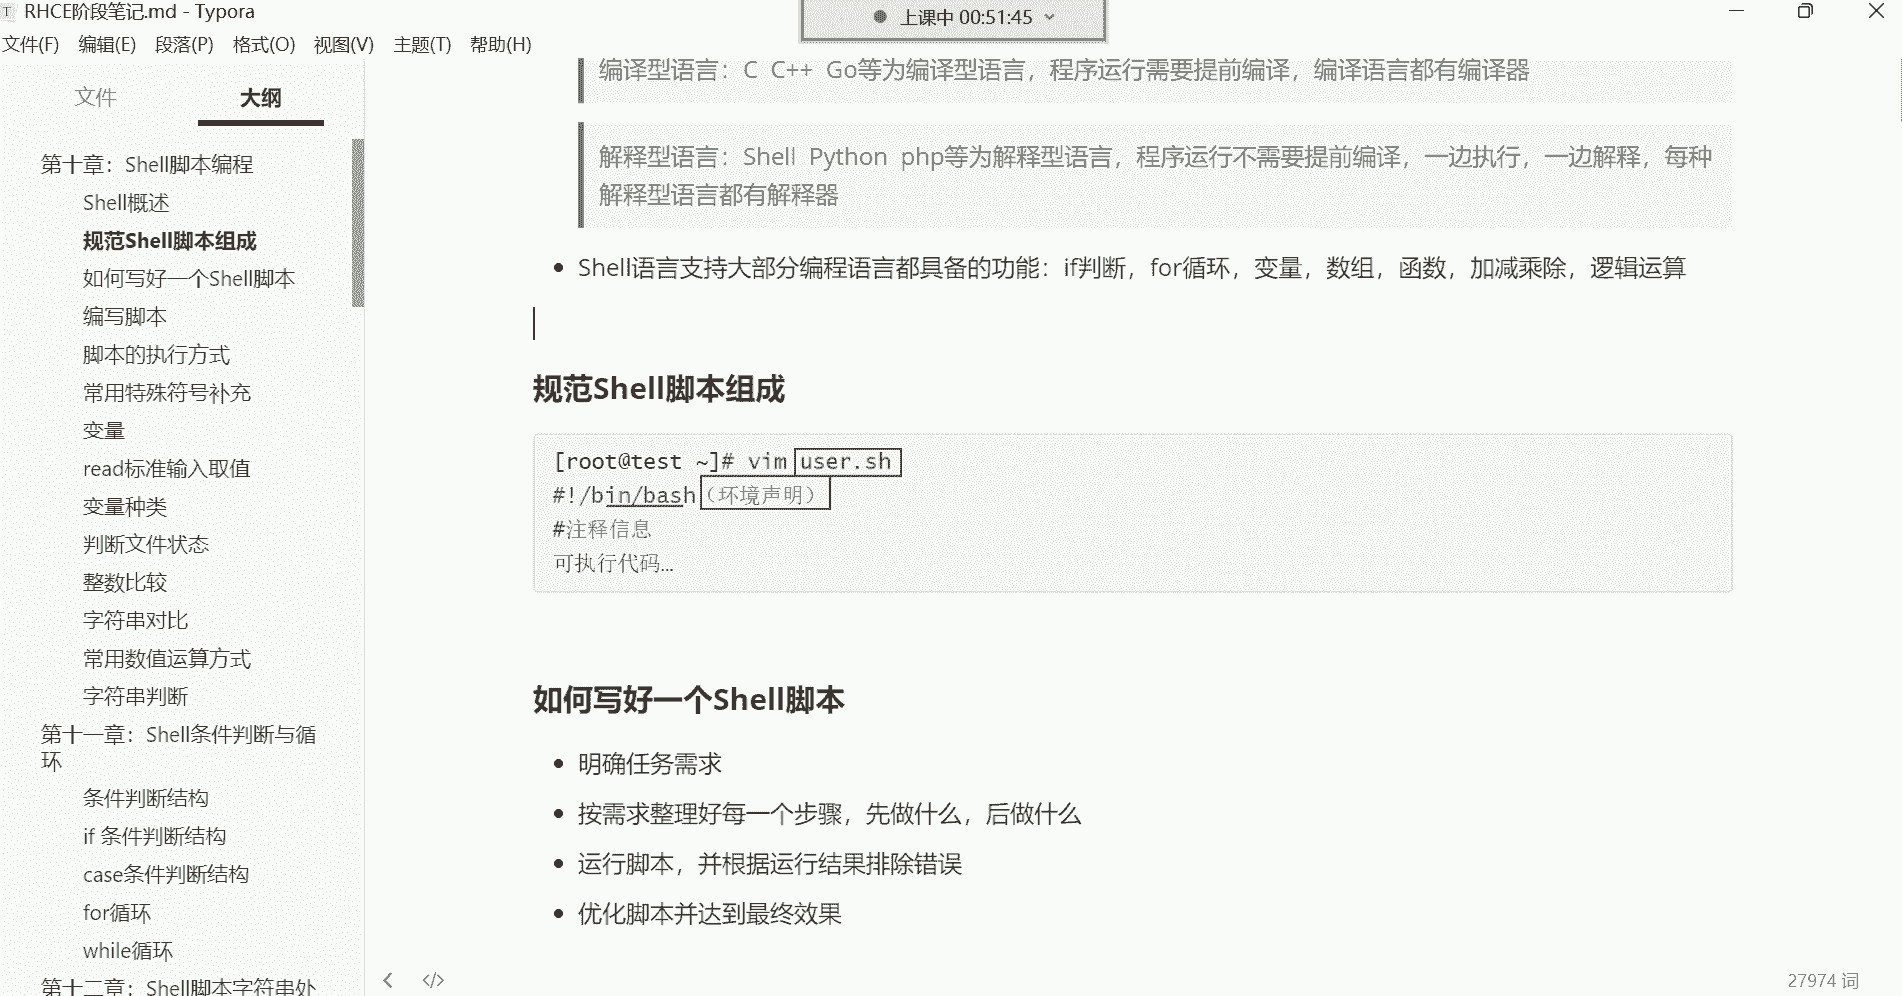 RHCE阶段笔记.md - Typora
上课中 00:51:45
文件(F) 编辑(E) 段落(P) 格式(O) 视图(V) 主题(T) 帮助(H)
文件 大纲
第十章：Shell脚本编程
Shell概述
规范Shell脚本组成
如何写好一个Shell脚本
编写脚本
脚本的执行方式
常用特殊符号补充
变量
read标准输入取值
变量种类
判断文件状态
整数比较
字符串对比
常用数值运算方式
字符串判断
第十一章：Shell条件判断与循
环
条件判断结构
if 条件判断结构
case条件判断结构
for循环
while循环
第十二章：Shell脚本字符串处
编译型语言：C C++ Go等为编译型语言，程序运行需要提前编译，编译语言都有编译器
解释型语言：Shell Python php等为解释型语言，程序运行不需要提前编译，一边执行，一边解释，每种
解释型语言都有解释器
Shell语言支持大部分编程语言都具备的功能：if判断，for循环，变量，数组，函数，加减乘除，逻辑运算
规范Shell脚本组成
[root@test ~]# vim user.sh
#!/bin/bash（环境声明）
#注释信息
可执行代码...
如何写好一个Shell脚本
明确任务需求
按需求整理好每一个步骤，先做什么，后做什么
运行脚本，并根据运行结果排除错误
优化脚本并达到最终效果
27974 词